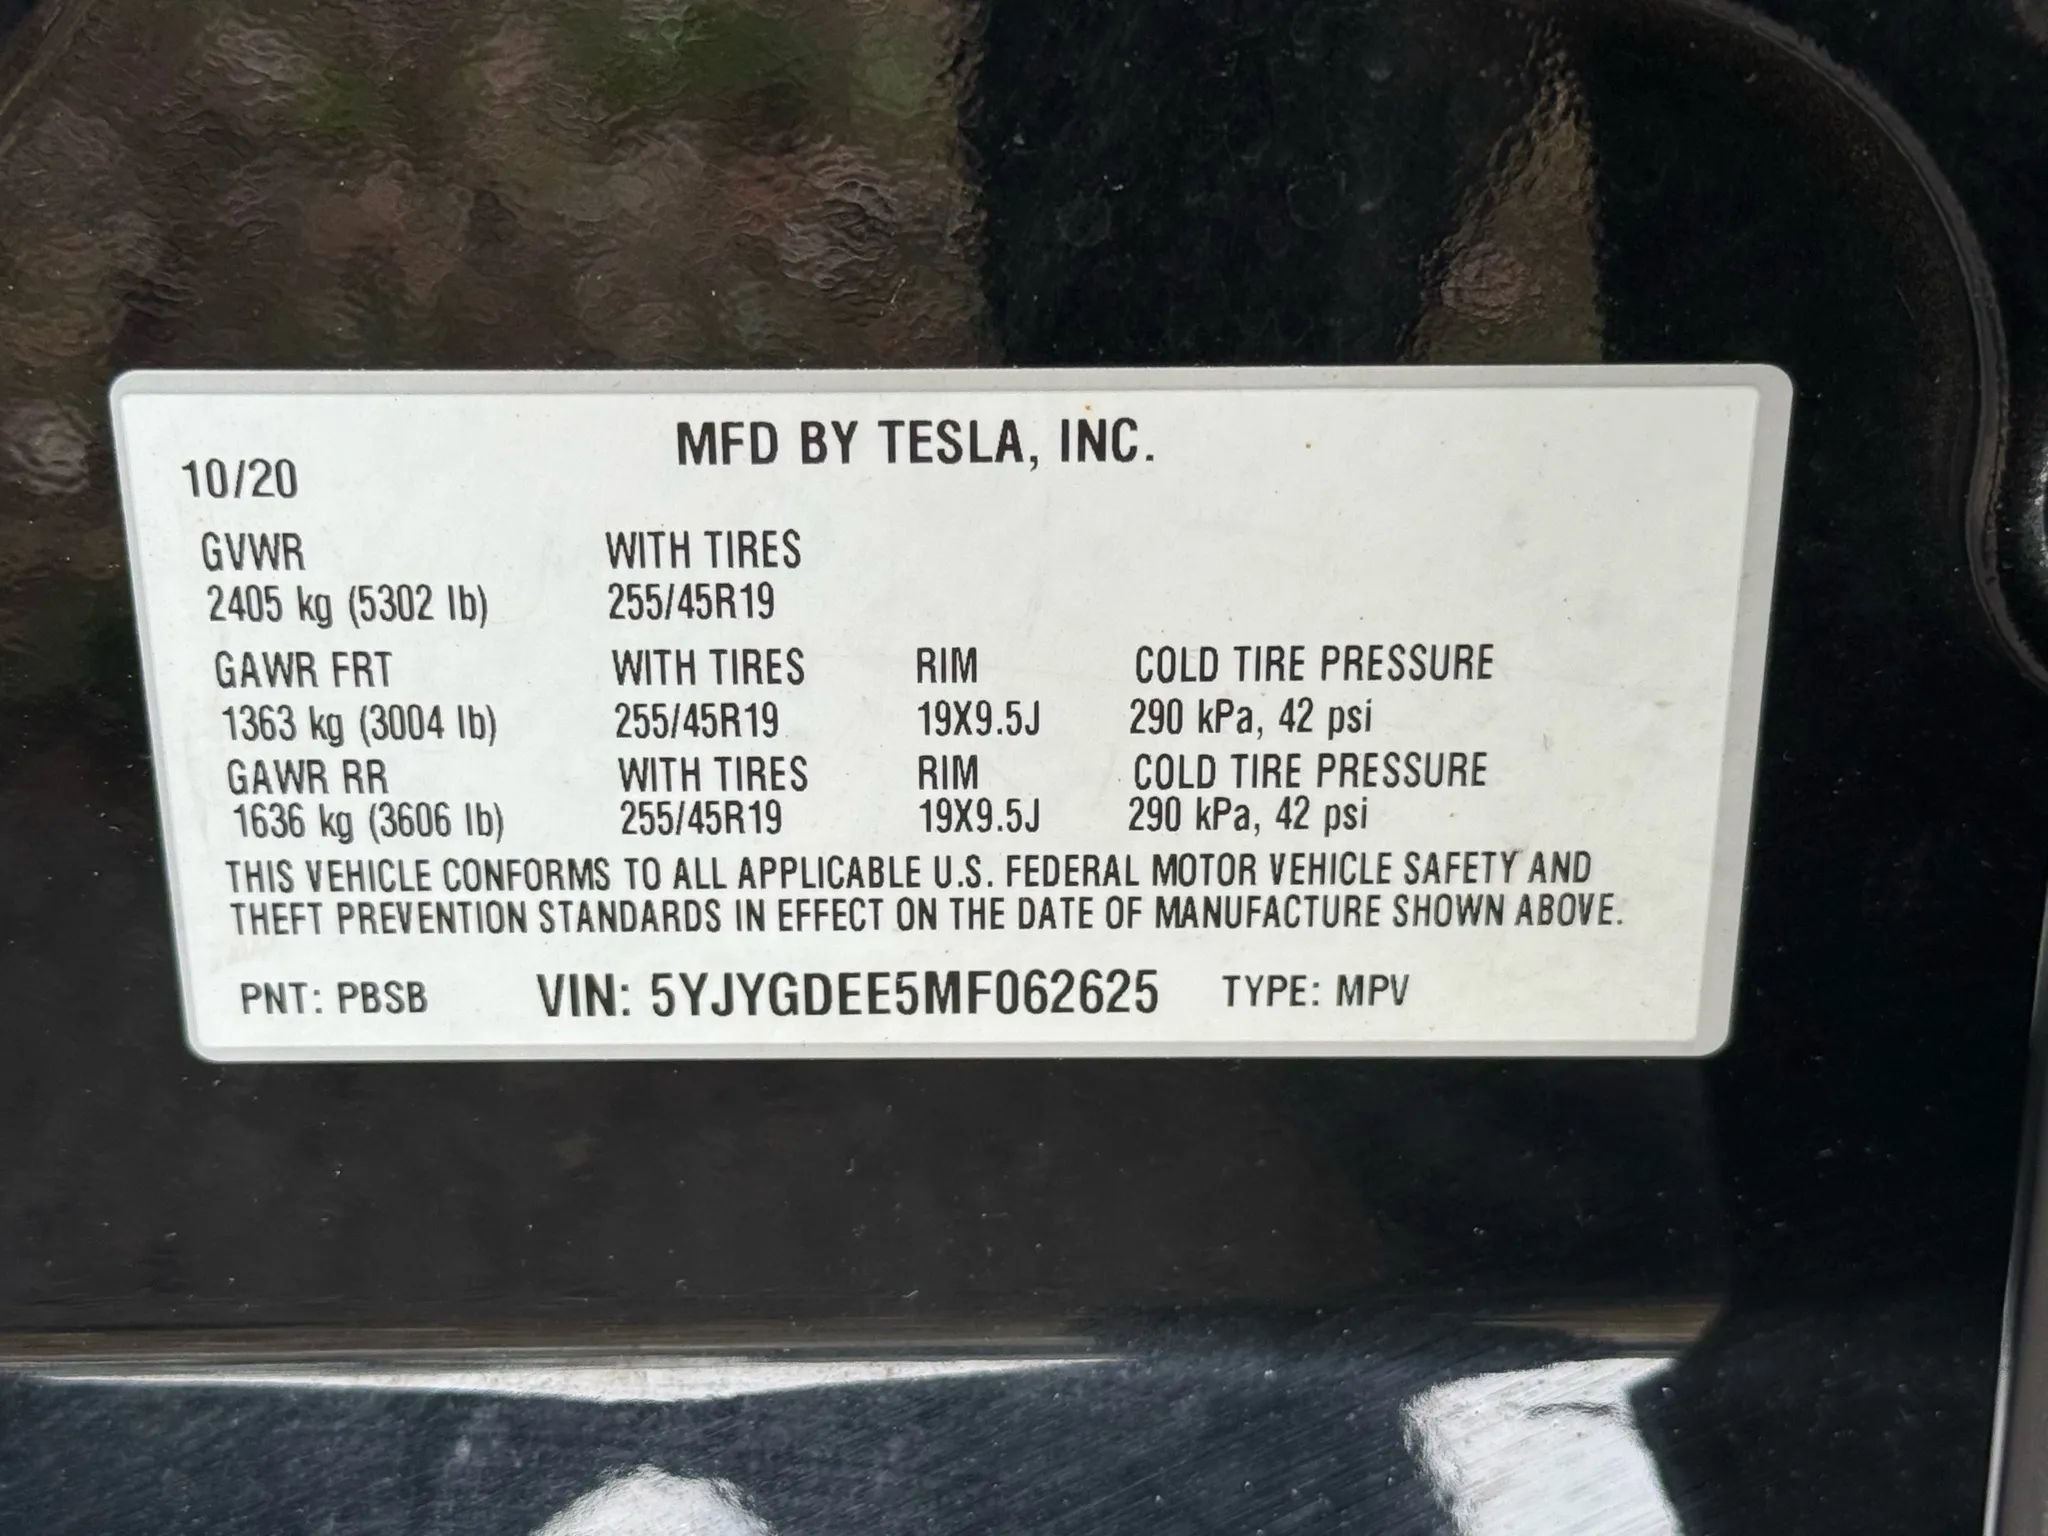 MFD BY TESLA, INC.
10/20
GVWR WITH TIRES
2405 kg (5302 lb) 255/45R19
GAWR FRT WITH TIRES RIM COLD TIRE PRESSURE
1363 kg (3004 lb) 255/45R19 19X9.5J 290 kPa, 42 psi
GAWR RR WITH TIRES RIM COLD TIRE PRESSURE
1636 kg (3606 lb) 255/45R19 19X9.5J 290 kPa, 42 psi
THIS VEHICLE CONFORMS TO ALL APPLICABLE U.S. FEDERAL MOTOR VEHICLE SAFETY AND
THEFT PREVENTION STANDARDS IN EFFECT ON THE DATE OF MANUFACTURE SHOWN ABOVE.
PNT: PBSB VIN: 5YJYGDEE5MF062625 TYPE: MPV